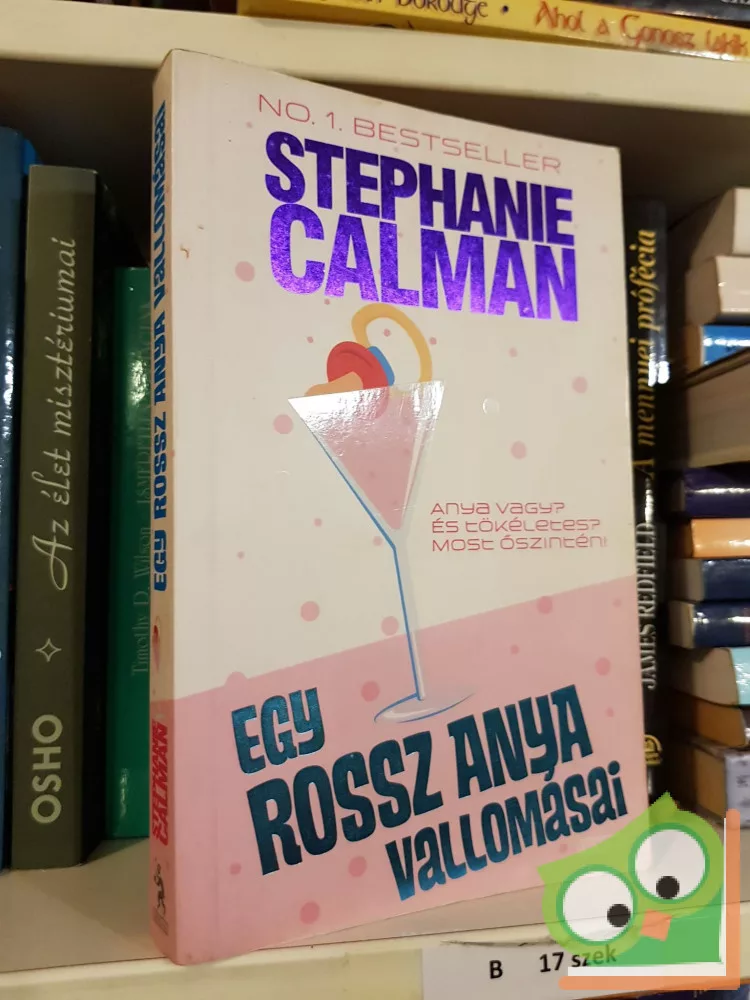 Ahol a Gonosz lakik
NO. 1. BESTSELLER
STEPHANIE
CALMAN
ANYA VAGY?
ÉS TÖKÉLETES?
MOST ŐSZINTÉN!
EGY
ROSSZ ANYA
VALLOMÁSAI
STEPHANIE
CALMAN
EGY ROSSZ ANYA VALLOMÁSAI
OSHO
Az élet misztériumai
Timothy D. Wilson
JAMES REDFIELD
A mennyei prófécia
B 17 szek